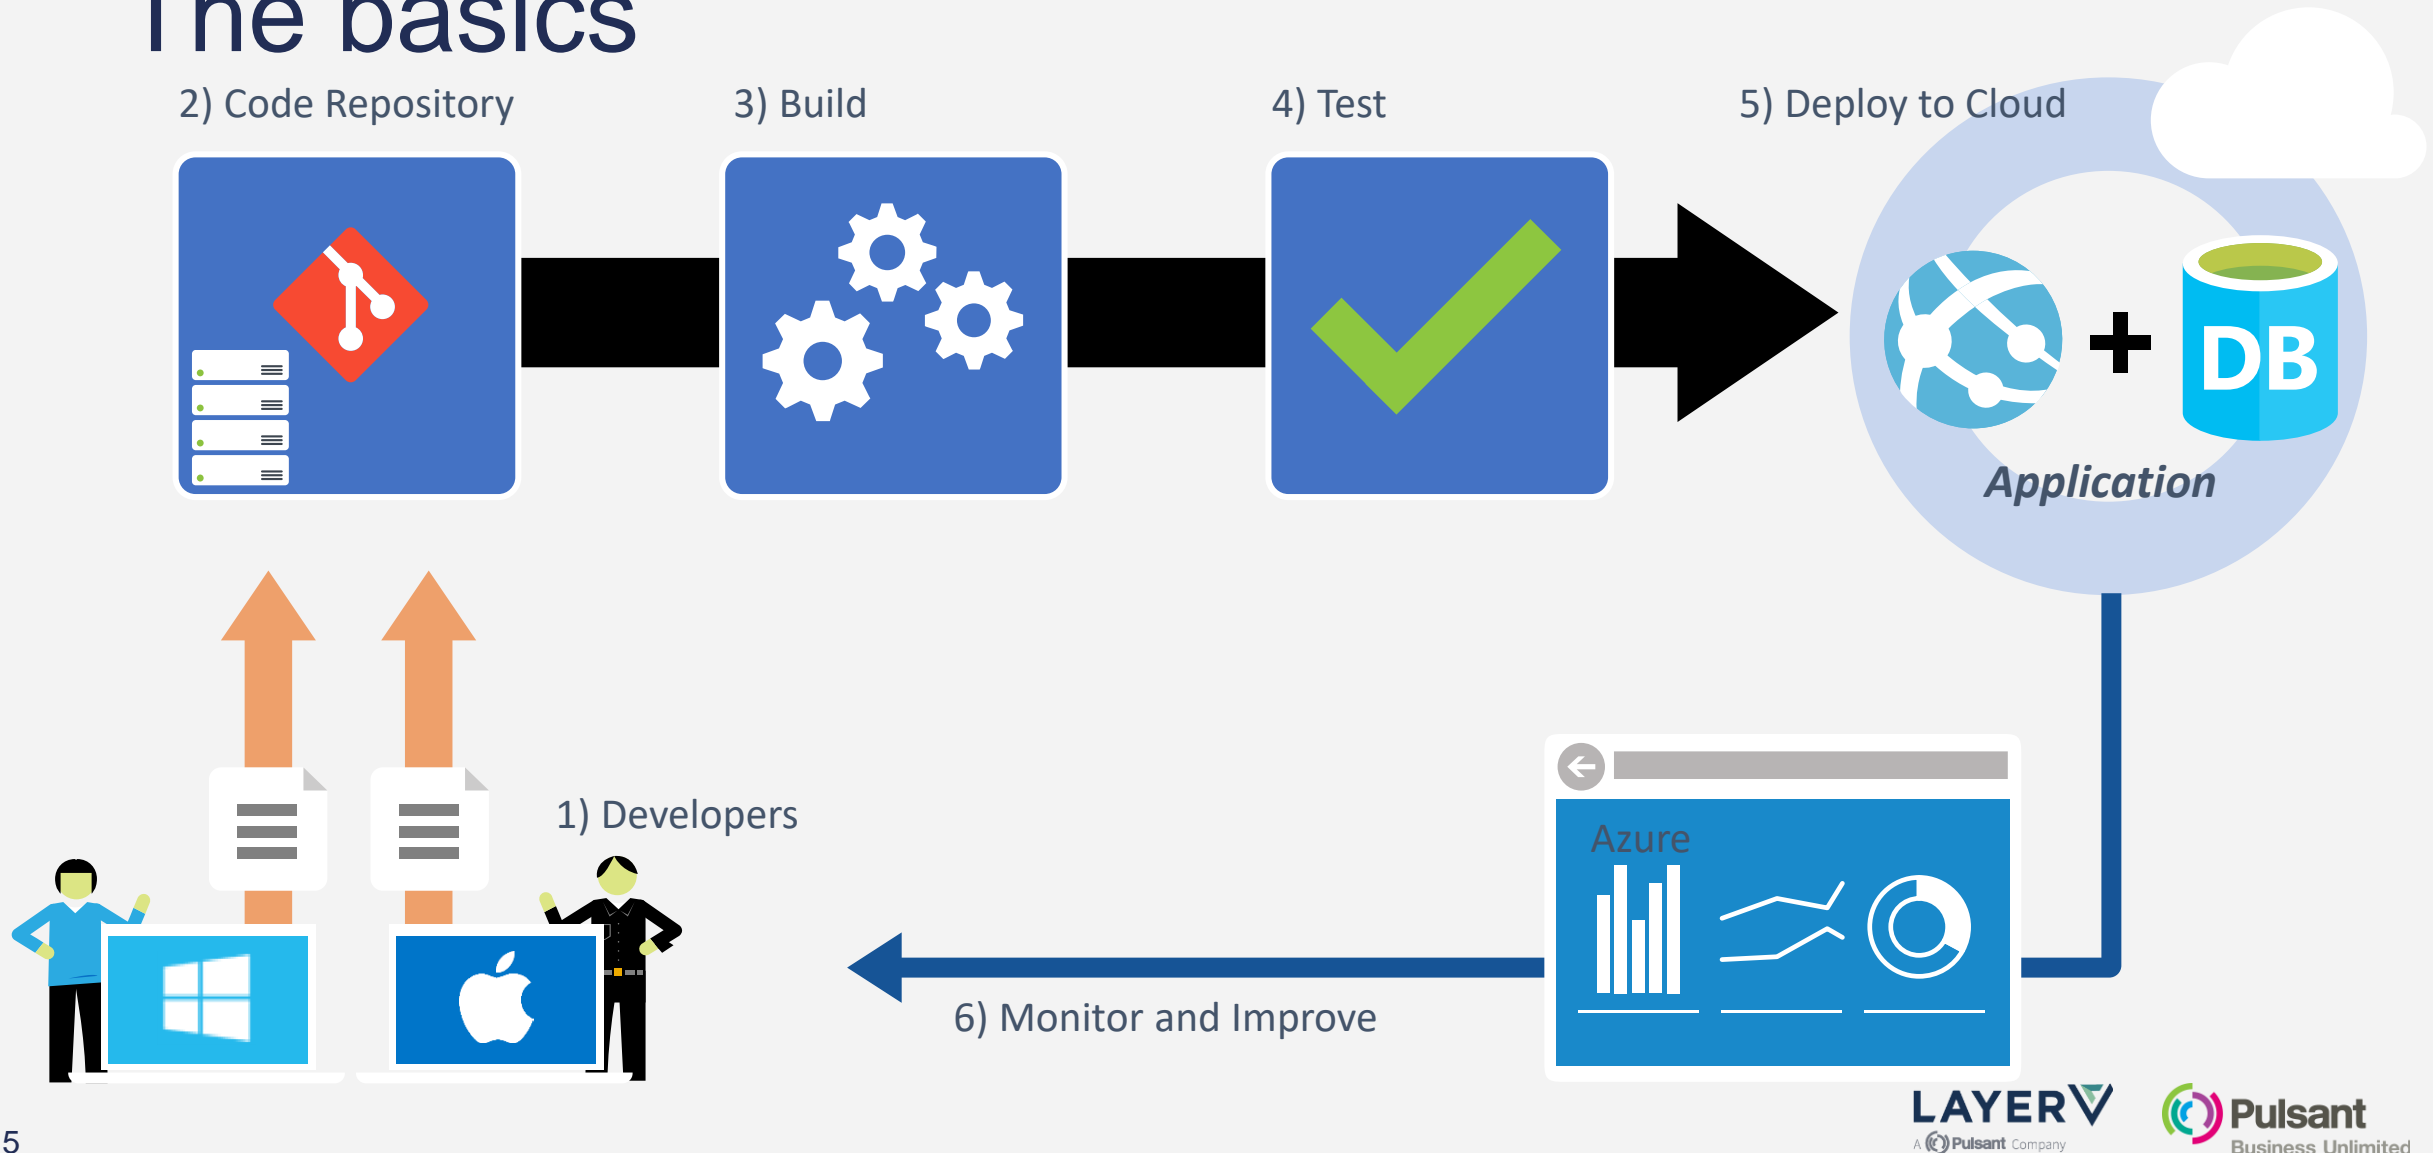 The basics
2) Code Repository
3) Build
4) Test
5) Deploy to Cloud
DB
Application
1) Developers
Azure
6) Monitor and Improve
LAYERV
A Pulsant Company
Pulsant
Business Unlimited
5